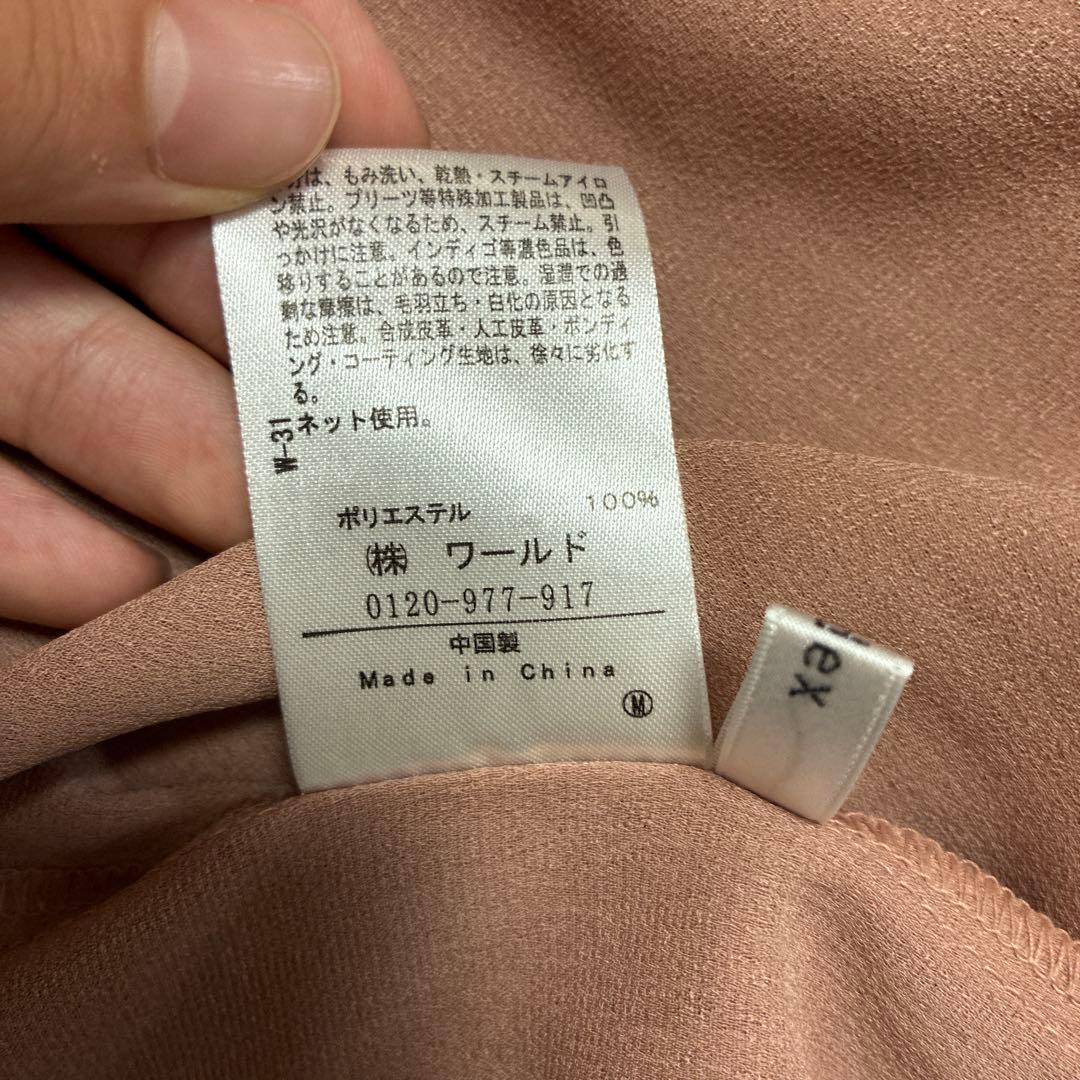 は、もみ洗い、乾熱・スチームアイロ
ン禁止。プリーツ等特殊加工製品は、凹凸
や光沢がなくなるため、スチーム禁止。引
っかけに注意。インディゴ等濃色品は、色
移りすることがあるので注意。湿潤での過
剰な摩擦は、毛羽立ち・白化の原因となる
ため注意。合成皮革・人工皮革・ボンディ
ング・コーティング生地は、徐々に劣化す
る。
ネット使用。
W-31
ポリエステル 100%
(株) ワールド
0120-977-917
中国製
Made in China
Ⓜ